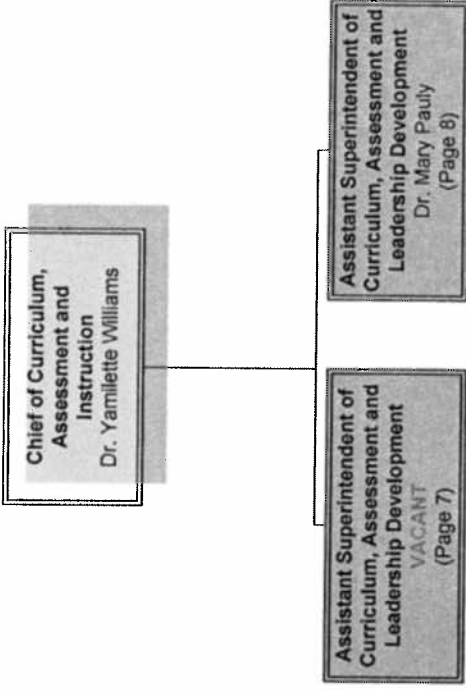 Chief of Curriculum,
Assessment and
Instruction
Dr. Yamilette Williams
Assistant Superintendent of
Curriculum, Assessment and
Leadership Development
VACANT
(Page 7)
Assistant Superintendent of
Curriculum, Assessment and
Leadership Development
Dr. Mary Pauly
(Page 8)